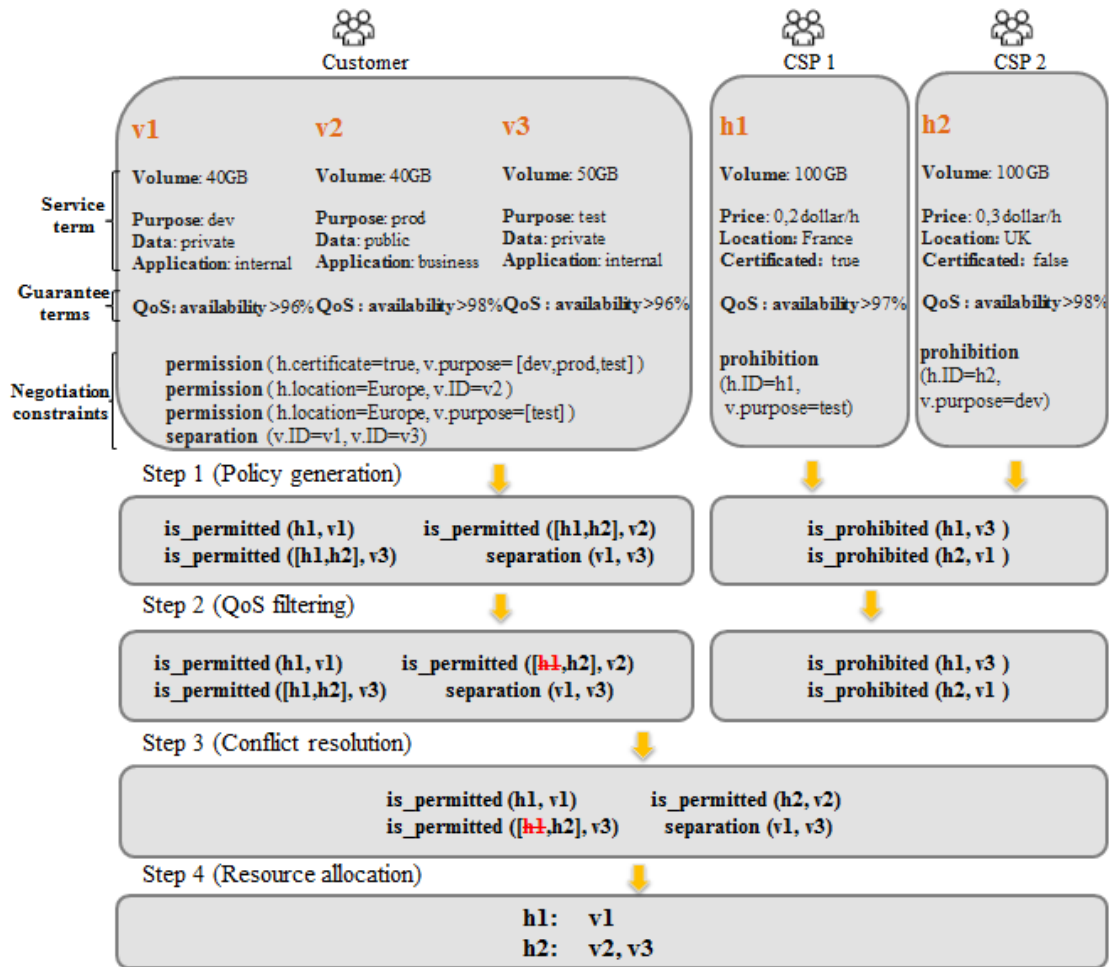 Customer
CSP 1
CSP 2
v1
v2
v3
h1
h2
Service term
Volume: 40GB
Volume: 40GB
Volume: 50GB
Volume: 100GB
Volume: 100GB
Purpose: dev
Data: private
Application: internal
Purpose: prod
Data: public
Application: business
Purpose: test
Data: private
Application: internal
Price: 0,2 dollar/h
Location: France
Certificated: true
Price: 0,3 dollar/h
Location: UK
Certificated: false
Guarantee terms
QoS: availability >96%
QoS : availability >98%
QoS: availability >96%
QoS : availability >97%
QoS : availability >98%
Negotiation constraints
permission ( h.certificate=true, v.purpose= [dev,prod,test] )
permission ( h.location=Europe, v.ID=v2 )
permission ( h.location=Europe, v.purpose=[test] )
separation (v.ID=v1, v.ID=v3)
prohibition
(h.ID=h1,
v.purpose=test)
prohibition
(h.ID=h2,
v.purpose=dev)
Step 1 (Policy generation)
is_permitted (h1, v1)
is_permitted ([h1,h2], v2)
is_permitted ([h1,h2], v3)
separation (v1, v3)
is_prohibited (h1, v3 )
is_prohibited (h2, v1 )
Step 2 (QoS filtering)
is_permitted (h1, v1)
is_permitted ([h1,h2], v2)
is_permitted ([h1,h2], v3)
separation (v1, v3)
is_prohibited (h1, v3 )
is_prohibited (h2, v1 )
Step 3 (Conflict resolution)
is_permitted (h1, v1)
is_permitted (h2, v2)
is_permitted ([h1,h2], v3)
separation (v1, v3)
Step 4 (Resource allocation)
h1: v1
h2: v2, v3